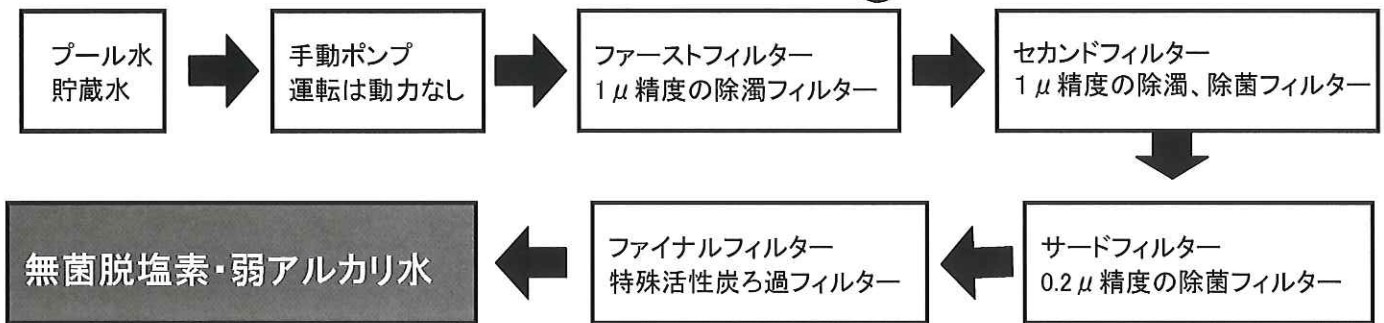 プール水
貯蔵水
手動ポンプ
運転は動力なし
ファーストフィルター
1μ精度の除濁フィルター
セカンドフィルター
1μ精度の除濁、除菌フィルター
サードフィルター
0.2μ精度の除菌フィルター
ファイナルフィルター
特殊活性炭ろ過フィルター
無菌脱塩素・弱アルカリ水